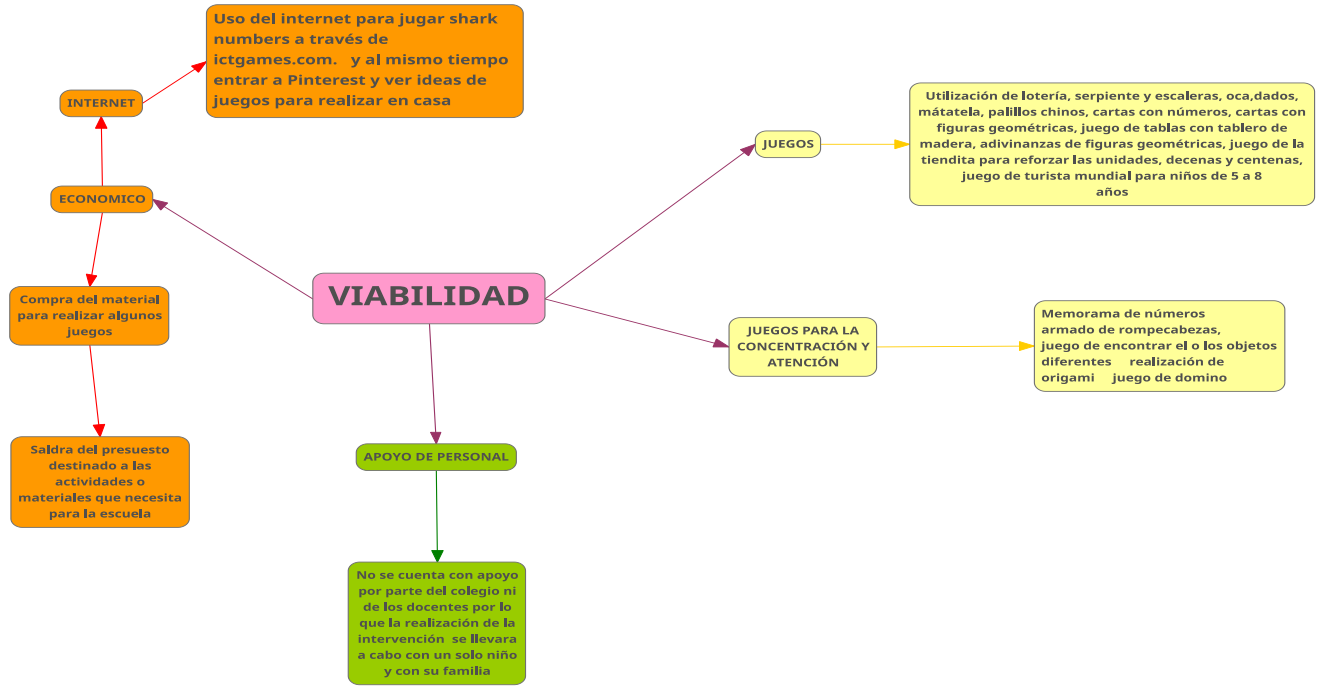 Uso del internet para jugar shark
numbers a través de
ictgames.com.   y al mismo tiempo
entrar a Pinterest y ver ideas de
juegos para realizar en casa
INTERNET
ECONOMICO
Compra del material
para realizar algunos
juegos
Saldra del presuesto
destinado a las
actividades o
materiales que necesita
para la escuela
VIABILIDAD
APOYO DE PERSONAL
No se cuenta con apoyo
por parte del colegio ni
de los docentes por lo
que la realización de la
intervención  se llevara
a cabo con un solo niño
y con su familia
JUEGOS
Utilización de lotería, serpiente y escaleras, oca,dados,
mátatela, palillos chinos, cartas con números, cartas con
figuras geométricas, juego de tablas con tablero de
madera, adivinanzas de figuras geométricas, juego de la
tiendita para reforzar las unidades, decenas y centenas,
juego de turista mundial para niños de 5 a 8
años
JUEGOS PARA LA
CONCENTRACIÓN Y
ATENCIÓN
Memorama de números
armado de rompecabezas,
juego de encontrar el o los objetos
diferentes     realización de
origami     juego de domino